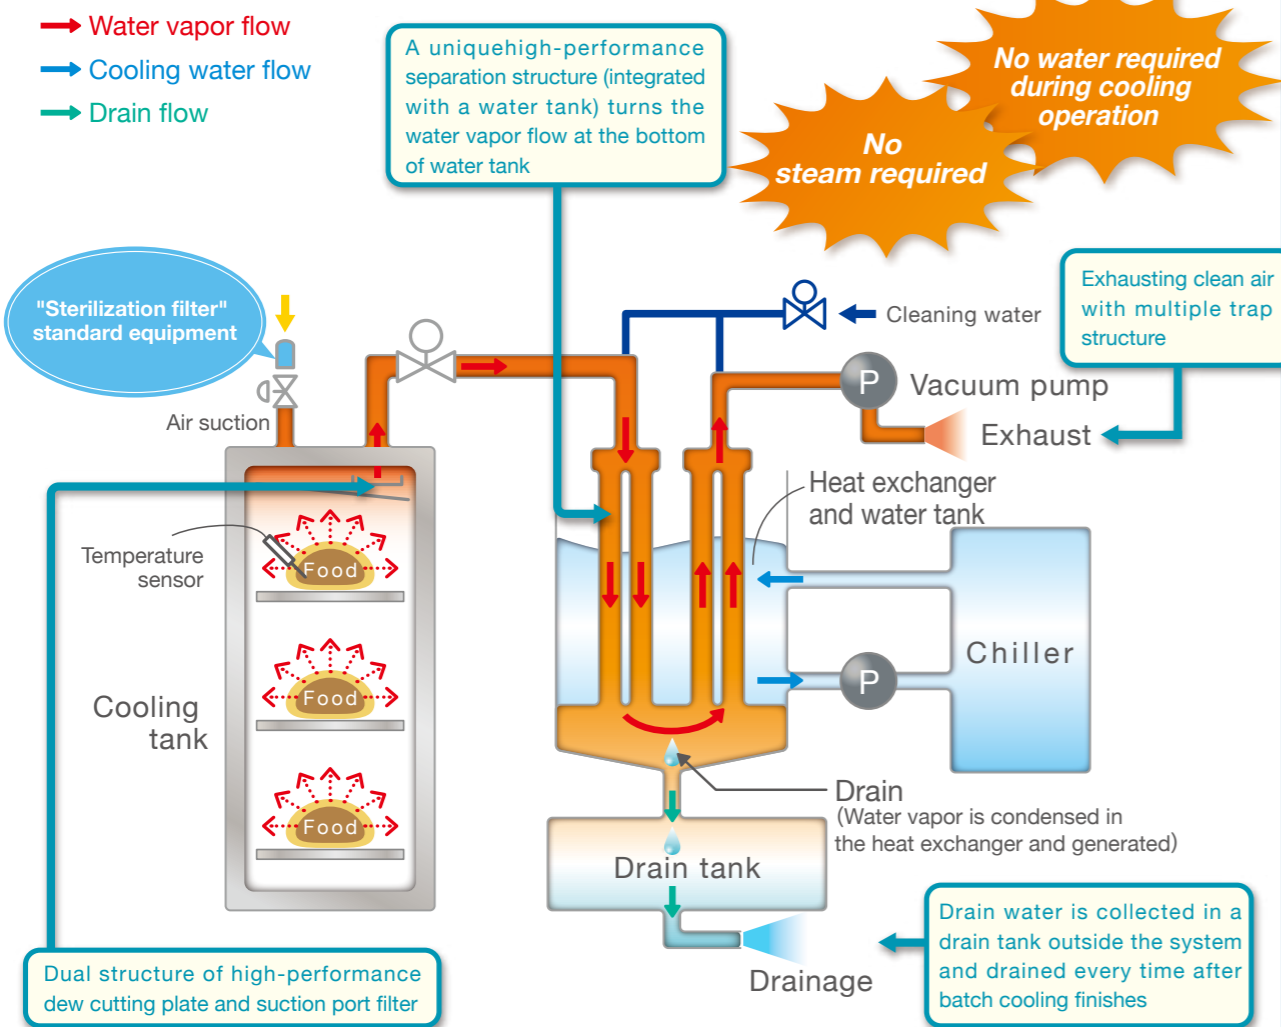 Water vapor flow
Cooling water flow
Drain flow
A uniquehigh-performance
separation structure (integrated
with a water tank) turns the
water vapor flow at the bottom
of water tank
No water required
during cooling
operation
No
steam required
"Sterilization filter"
standard equipment
Air suction
Cleaning water
Exhausting clean air
with multiple trap
structure
P
Vacuum pump
Exhaust
Heat exchanger
and water tank
Temperature
sensor
Food
Food
Food
Cooling
tank
P
Chiller
Drain
(Water vapor is condensed in
the heat exchanger and generated)
Drain tank
Drainage
Drain water is collected in a
drain tank outside the system
and drained every time after
batch cooling finishes
Dual structure of high-performance
dew cutting plate and suction port filter